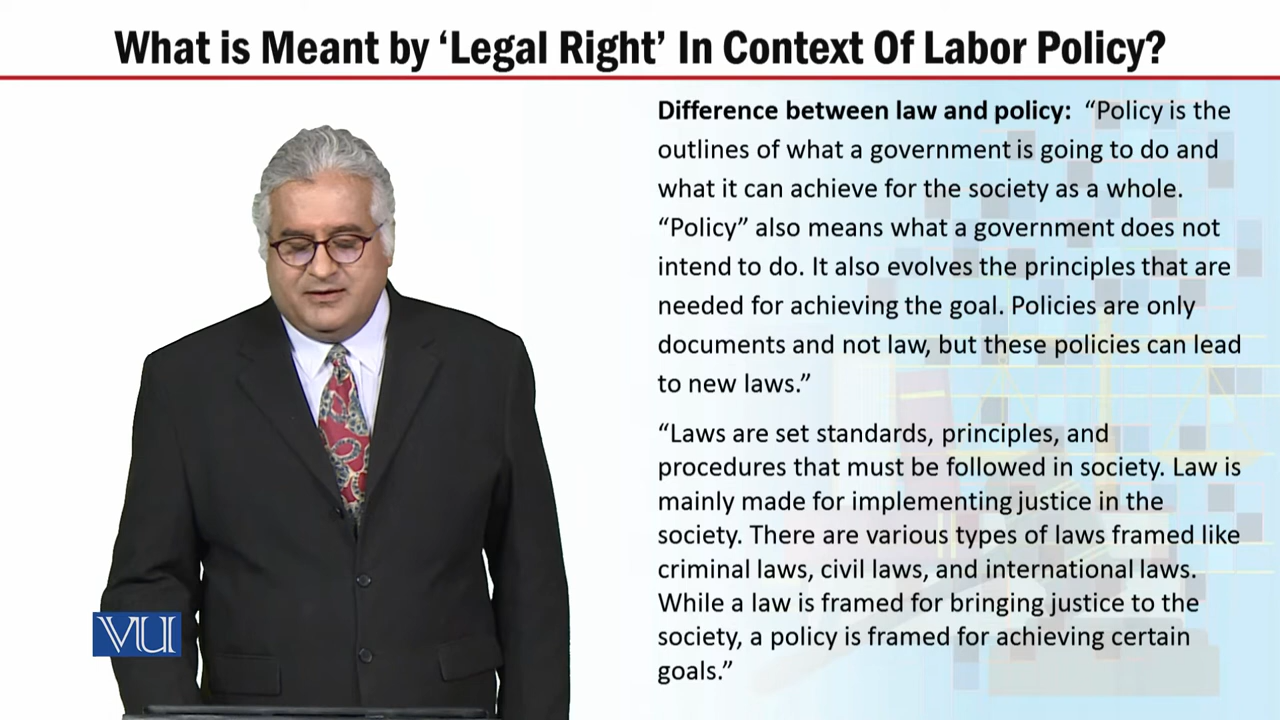 What is Meant by ‘Legal Right’ In Context Of Labor Policy?
Difference between law and policy: “Policy is the
outlines of what a government is going to do and
what it can achieve for the society as a whole.
“Policy” also means what a government does not
intend to do. It also evolves the principles that are
needed for achieving the goal. Policies are only
documents and not law, but these policies can lead
to new laws.”
“Laws are set standards, principles, and
procedures that must be followed in society. Law is
mainly made for implementing justice in the
society. There are various types of laws framed like
criminal laws, civil laws, and international laws.
While a law is framed for bringing justice to the
society, a policy is framed for achieving certain
goals.”
VU